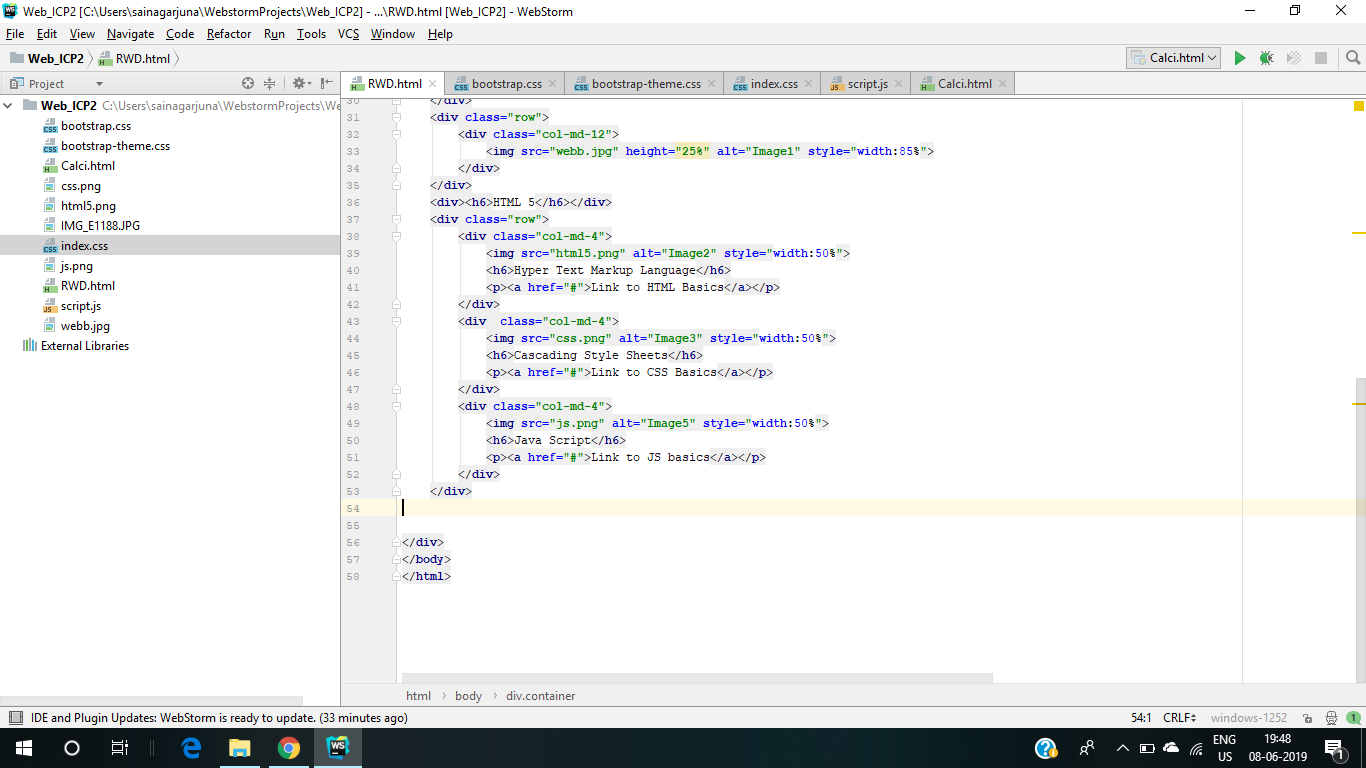 Web_ICP2 [C:\Users\sainagarjuna\WebstormProjects\Web_ICP2] - ...\RWD.html [Web_ICP2] - WebStorm
File Edit View Navigate Code Refactor Run Tools VCS Window Help
Web_ICP2 RWD.html Calci.html
Project
RWD.html bootstrap.css bootstrap-theme.css index.css script.js Calci.html
Web_ICP2 C:\Users\sainagarjuna\WebstormProjects\We
bootstrap.css
bootstrap-theme.css
Calci.html
css.png
html5.png
IMG_E1188.JPG
index.css
js.png
RWD.html
script.js
webb.jpg
External Libraries
30 </div>
31 <div class="row">
32 <div class="col-md-12">
33 <img src="webb.jpg" height="25%" alt="Image1" style="width:85%">
34 </div>
35 </div>
36 <div><h6>HTML 5</h6></div>
37 <div class="row">
38 <div class="col-md-4">
39 <img src="html5.png" alt="Image2" style="width:50%">
40 <h6>Hyper Text Markup Language</h6>
41 <p><a href="#">Link to HTML Basics</a></p>
42 </div>
43 <div  class="col-md-4">
44 <img src="css.png" alt="Image3" style="width:50%">
45 <h6>Cascading Style Sheets</h6>
46 <p><a href="#">Link to CSS Basics</a></p>
47 </div>
48 <div class="col-md-4">
49 <img src="js.png" alt="Image5" style="width:50%">
50 <h6>Java Script</h6>
51 <p><a href="#">Link to JS basics</a></p>
52 </div>
53 </div>
54
55
56 </div>
57 </body>
58 </html>
html body div.container
IDE and Plugin Updates: WebStorm is ready to update. (33 minutes ago) 54:1 CRLF windows-1252 1
WS
ENG
US
19:48
08-06-2019
1